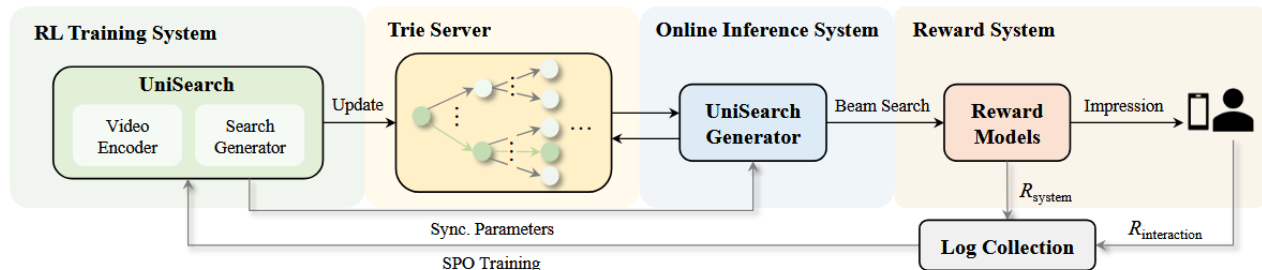 RL Training System
Trie Server
Online Inference System
Reward System
UniSearch
Video
Encoder
Search
Generator
Update
UniSearch
Generator
Beam Search
Reward
Models
Impression
R_system
R_interaction
Sync. Parameters
Log Collection
SPO Training